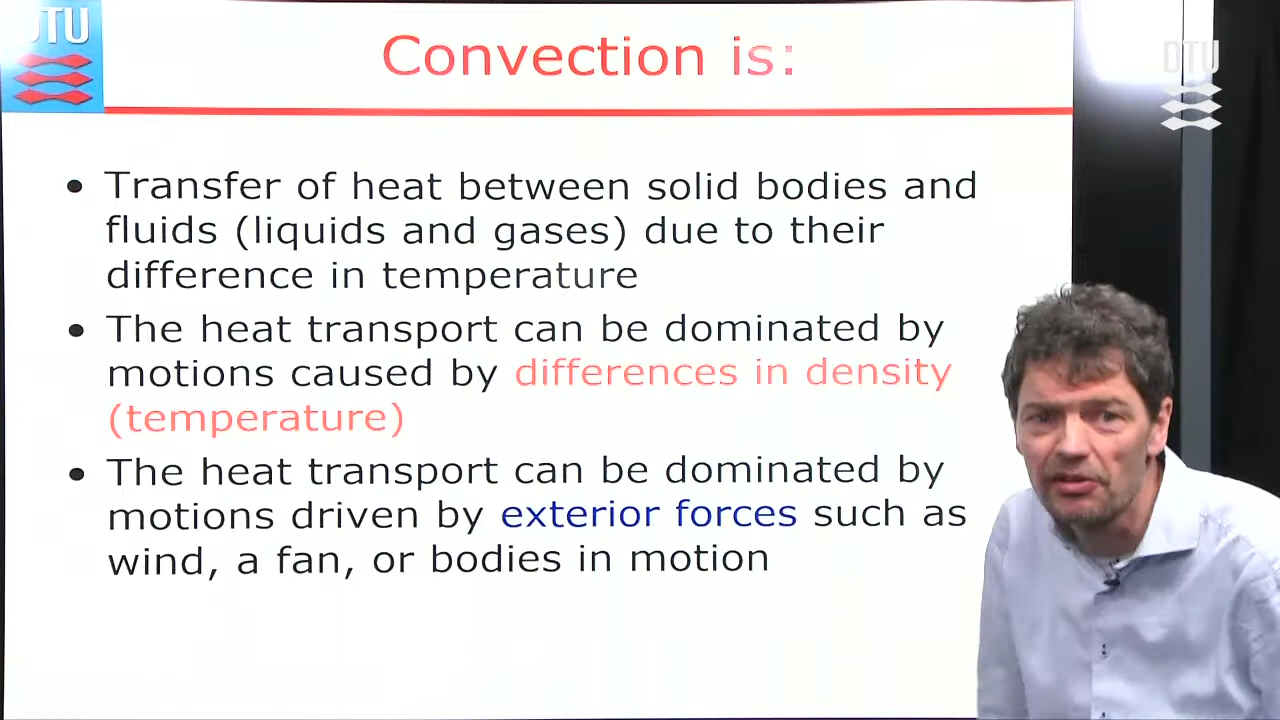 DTU
Convection is:
DTU
• Transfer of heat between solid bodies and
fluids (liquids and gases) due to their
difference in temperature
• The heat transport can be dominated by
motions caused by differences in density
(temperature)
• The heat transport can be dominated by
motions driven by exterior forces such as
wind, a fan, or bodies in motion